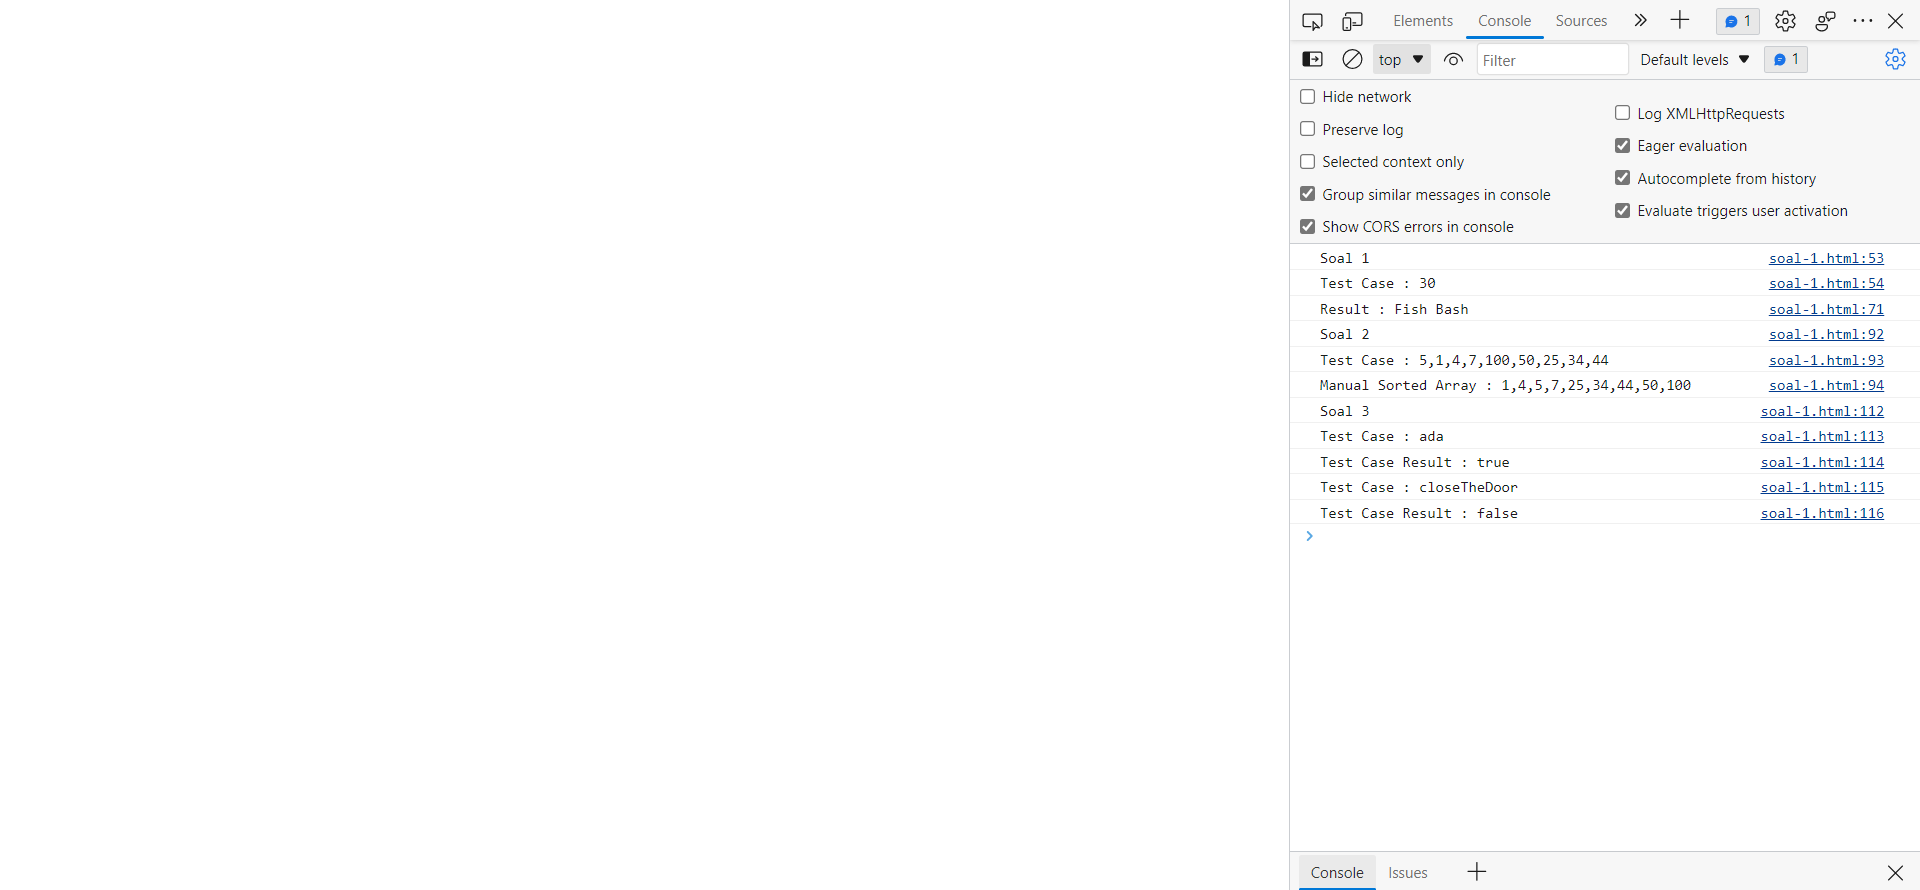 Elements Console Sources 1
top Filter Default levels 1
Hide network
Log XMLHttpRequests
Preserve log
Eager evaluation
Selected context only
Autocomplete from history
Group similar messages in console
Evaluate triggers user activation
Show CORS errors in console
Soal 1 soal-1.html:53
Test Case : 30 soal-1.html:54
Result : Fish Bash soal-1.html:71
Soal 2 soal-1.html:92
Test Case : 5,1,4,7,100,50,25,34,44 soal-1.html:93
Manual Sorted Array : 1,4,5,7,25,34,44,50,100 soal-1.html:94
Soal 3 soal-1.html:112
Test Case : ada soal-1.html:113
Test Case Result : true soal-1.html:114
Test Case : closeTheDoor soal-1.html:115
Test Case Result : false soal-1.html:116
Console Issues